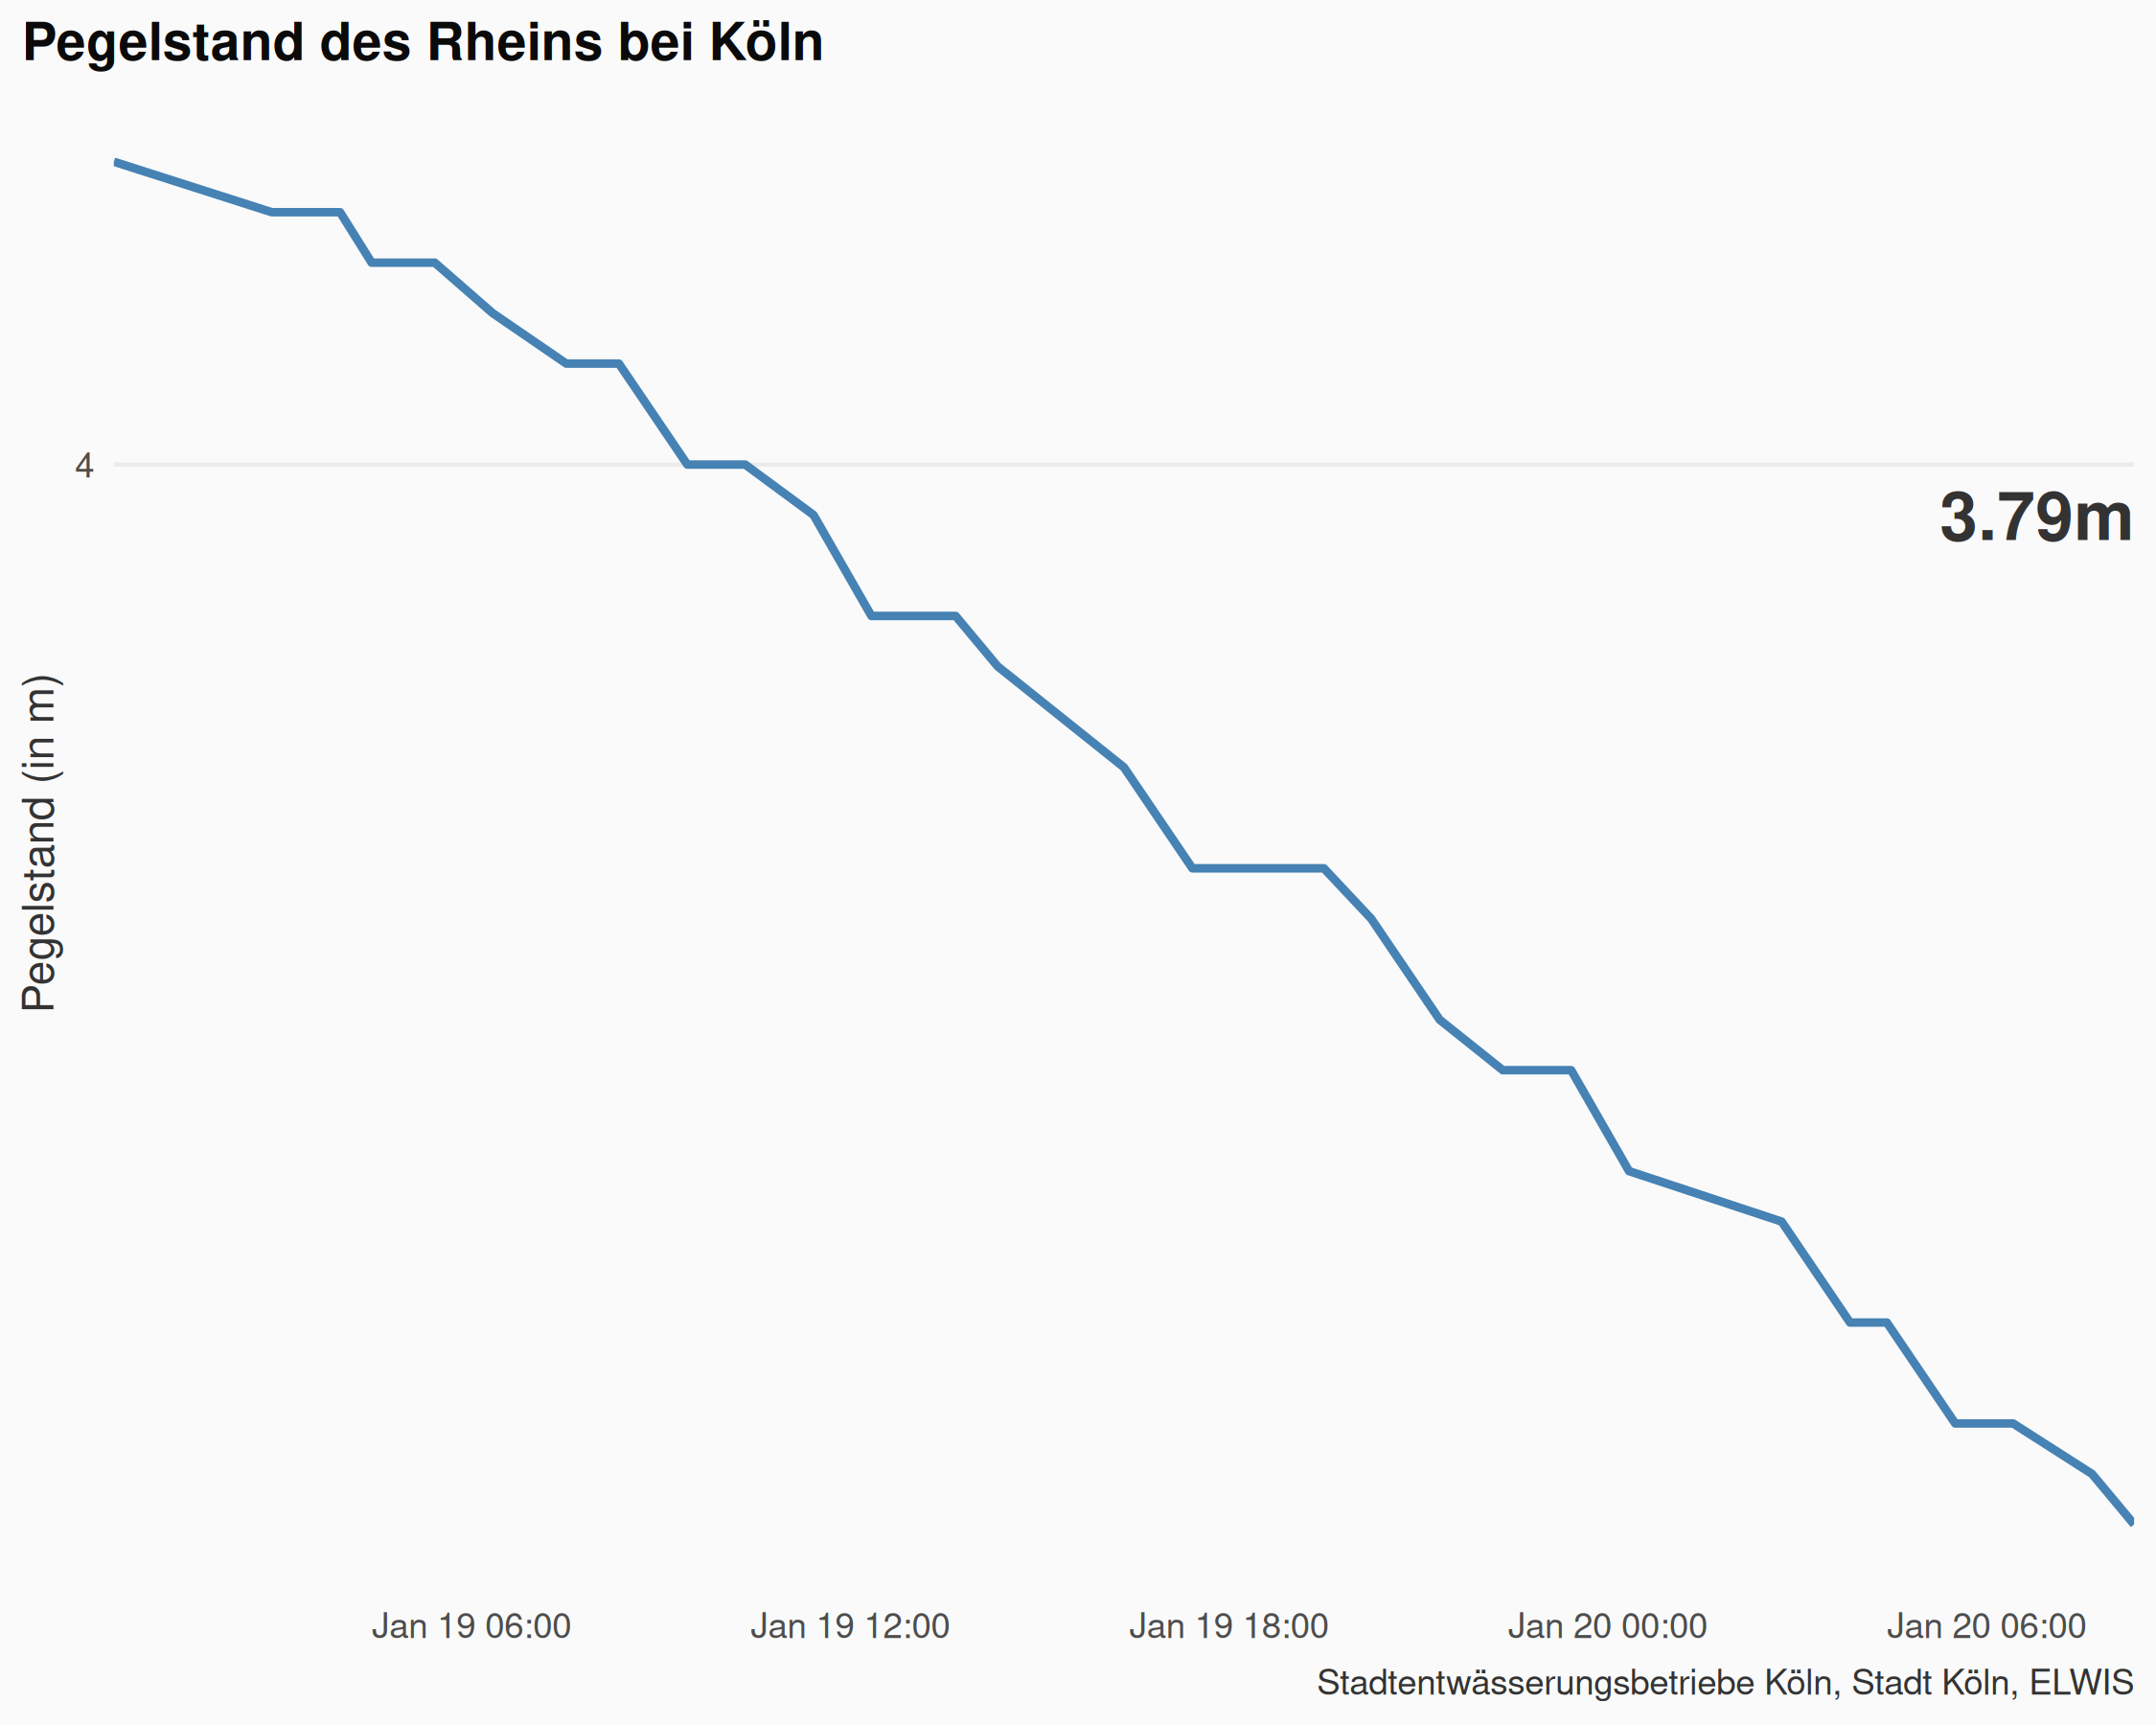 Pegelstand des Rheins bei Köln
4
3.79m
Pegelstand (in m)
Jan 19 06:00 Jan 19 12:00 Jan 19 18:00 Jan 20 00:00 Jan 20 06:00
Stadtentwässerungsbetriebe Köln, Stadt Köln, ELWIS